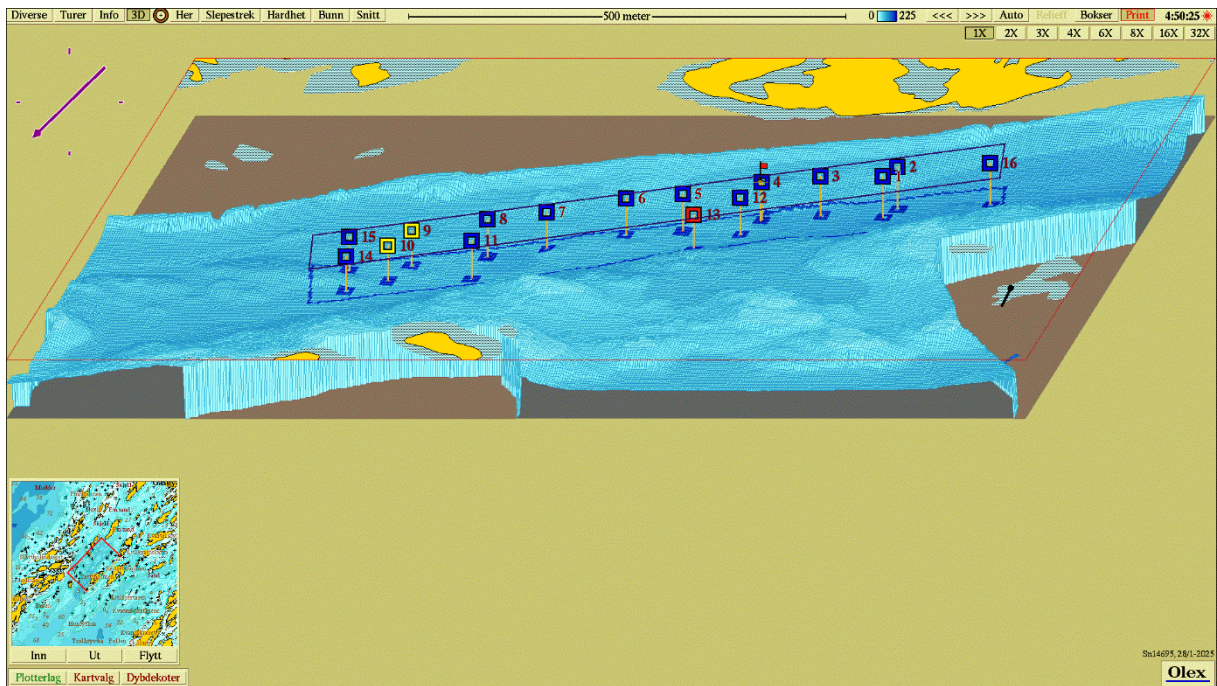 Diverse Turer Info 3D Her Slepestrek Hardhet Bunn Snitt 500 meter 0 225 <<< >>> Auto Relieff Bokser Print 4:50:25
1X 2X 3X 4X 6X 8X 16X 32X
16
2
1
3
4
5
12
6
13
7
8
9
15
11
10
14
Inn Ut Flytt
Plotterlag Kartvalg Dybdekoter
Sn14695, 28/1-2025
Olex